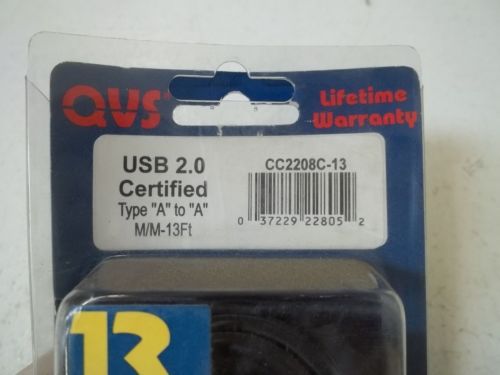 QVS®
Lifetime
Warranty
USB 2.0
Certified
Type "A" to "A"
M/M-13Ft
CC2208C-13
0 37229 22805 2
13